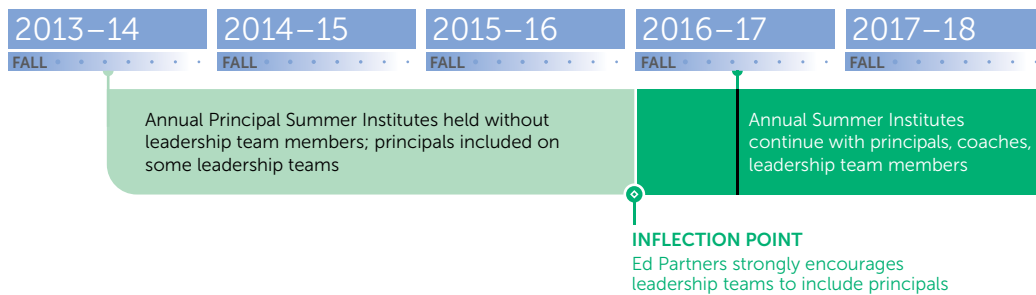 2013–14 2014–15 2015–16 2016–17 2017–18
FALL FALL FALL FALL FALL
Annual Principal Summer Institutes held without
leadership team members; principals included on
some leadership teams
Annual Summer Institutes
continue with principals, coaches,
leadership team members
INFLECTION POINT
Ed Partners strongly encourages
leadership teams to include principals